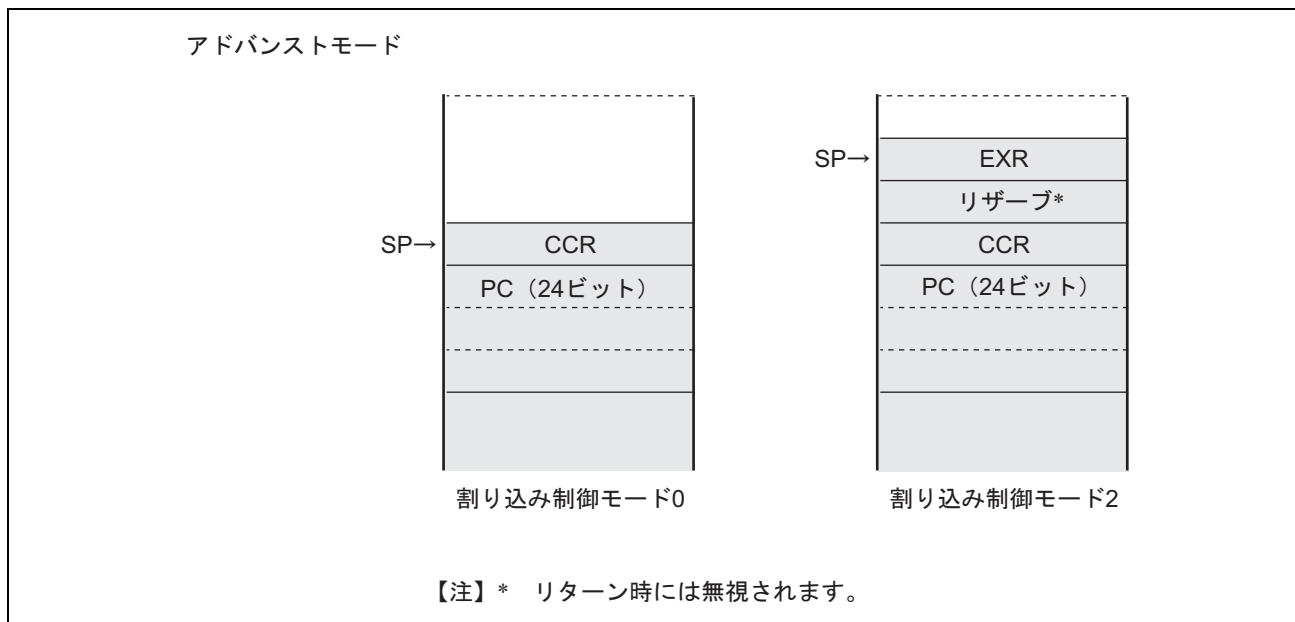 アドバンストモード
SP→
CCR
PC（24ビット）
割り込み制御モード0
SP→
EXR
リザーブ*
CCR
PC（24ビット）
割り込み制御モード2
【注】* リターン時には無視されます。